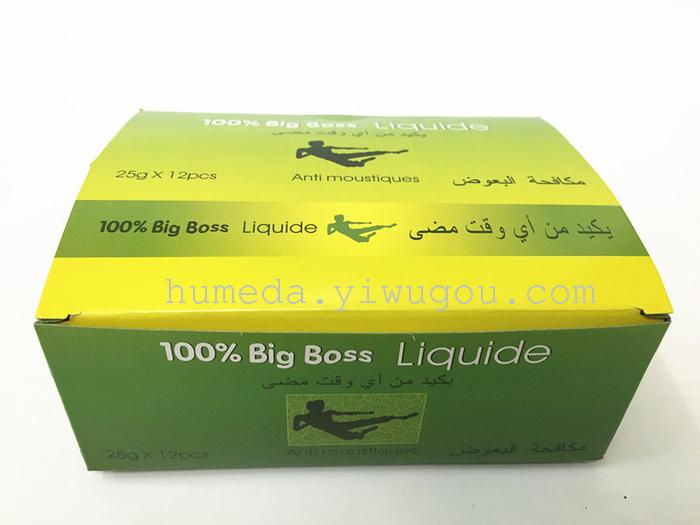 100% Big Boss Liquide
يكيد من أي وقت مضى
25g X 12pcs
Anti moustiques
مكافحة البعوض
100% Big Boss Liquide
يكيد من أي وقت مضى
humeda.yiwugou.com
100% Big Boss Liquide
يكيد من أي وقت مضى
25g X 12pcs
Anti moustiques
مكافحة البعوض